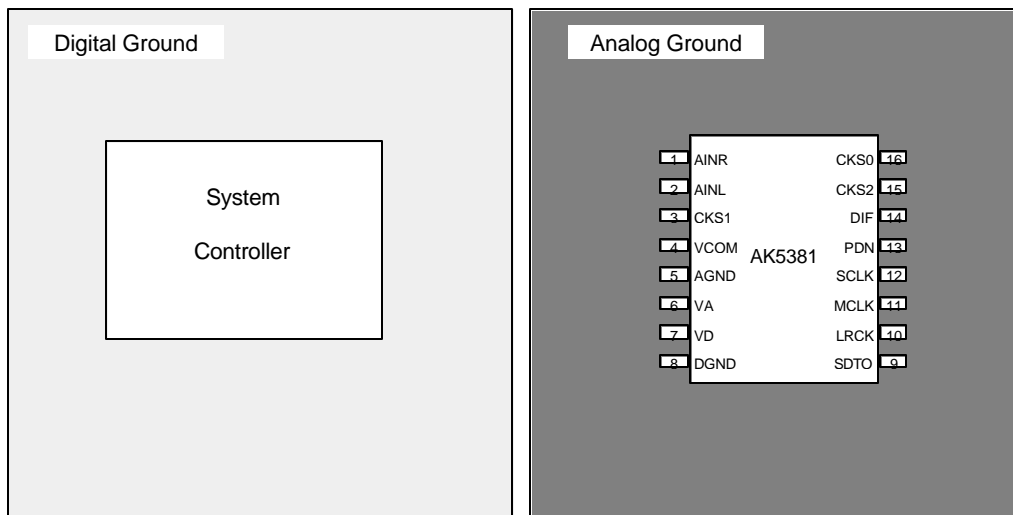 Digital Ground
System
Controller
Analog Ground
AK5381
1 AINR
2 AINL
3 CKS1
4 VCOM
5 AGND
6 VA
7 VD
8 DGND
CKS0 16
CKS2 15
DIF 14
PDN 13
SCLK 12
MCLK 11
LRCK 10
SDTO 9